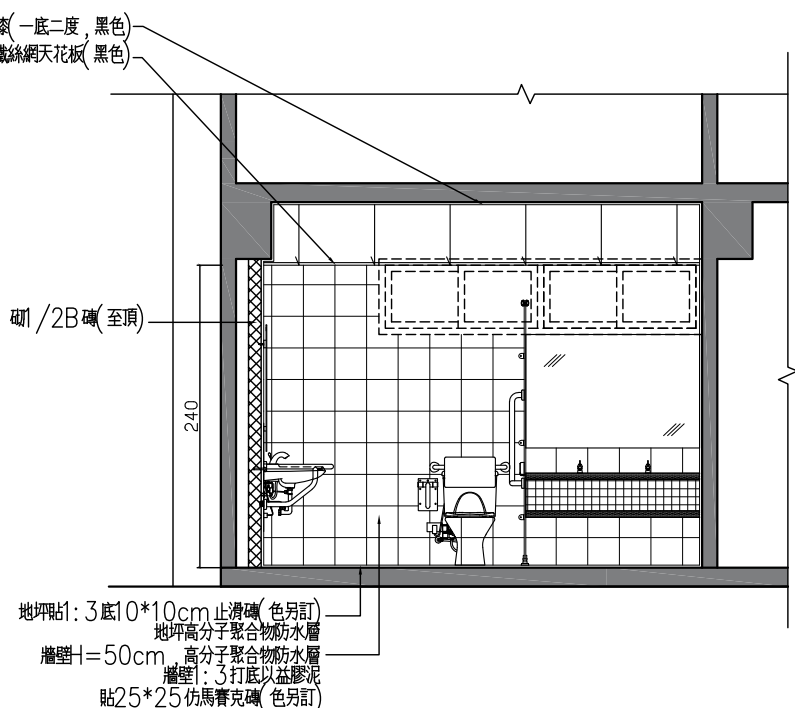 漆(一底二度,黑色)
鐵絲網天花板(黑色)
砌1/2B磚(至頂)
240
地坪貼1:3底10*10cm止滑磚(色另訂)
地坪高分子聚合物防水層
牆壁H=50cm,高分子聚合物防水層
牆壁1:3打底以益膠泥
貼25*25仿馬賽克磚(色另訂)